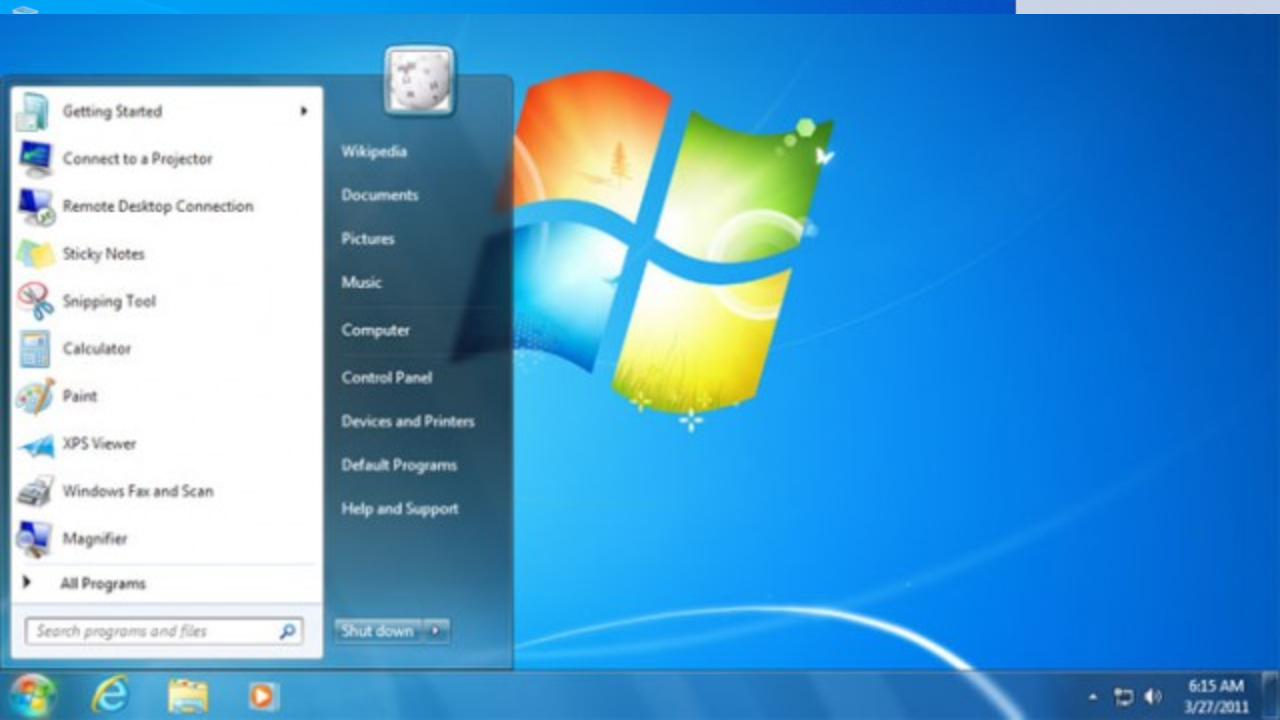 Getting Started
Connect to a Projector
Remote Desktop Connection
Sticky Notes
Snipping Tool
Calculator
Paint
XPS Viewer
Windows Fax and Scan
Magnifier
All Programs
Search programs and files
Wikipedia
Documents
Pictures
Music
Computer
Control Panel
Devices and Printers
Default Programs
Help and Support
Shut down
6:15 AM
3/27/2011